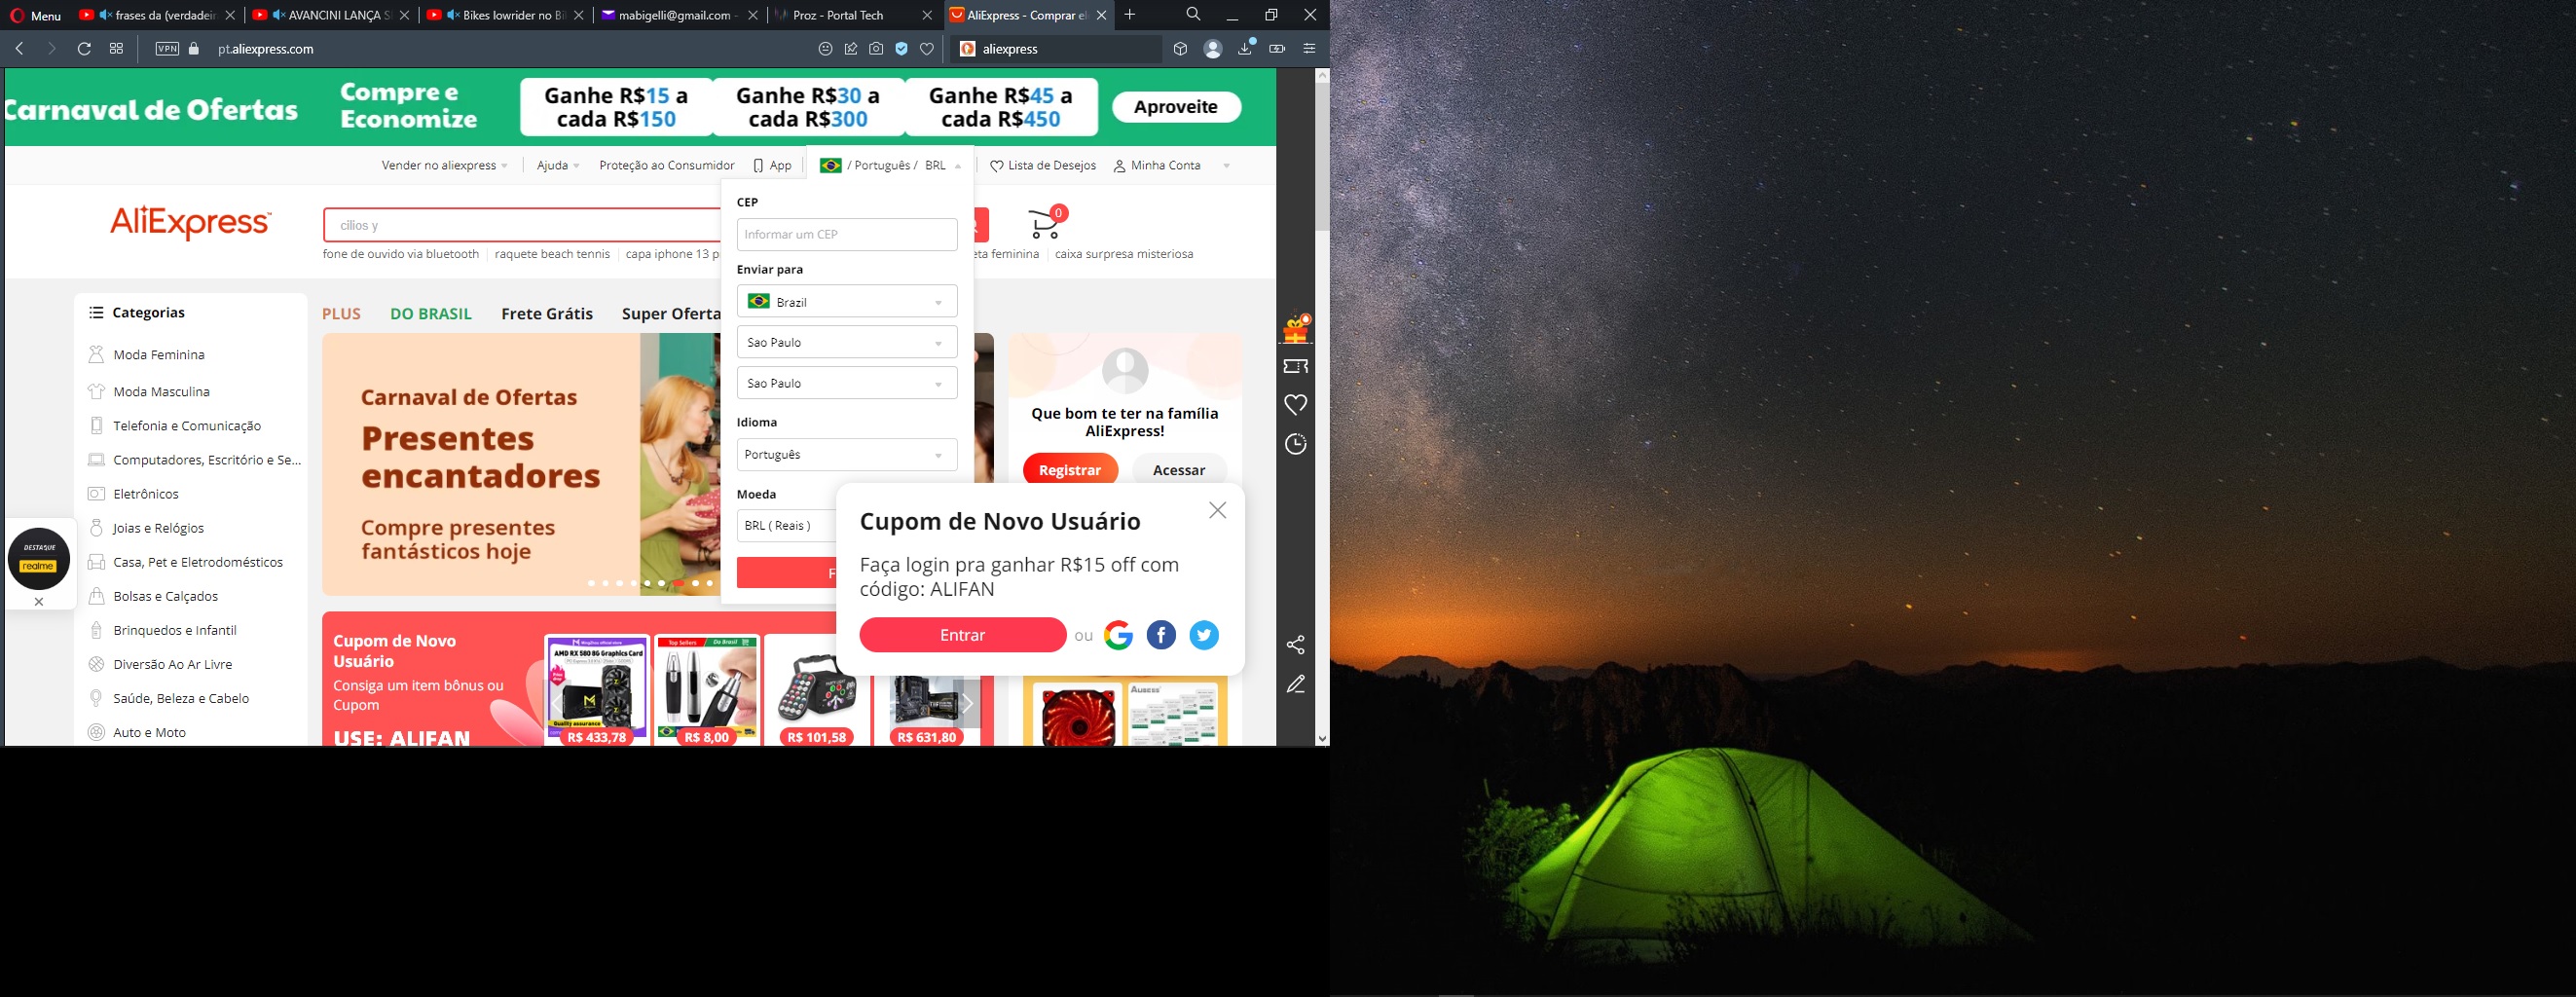 Menu
frases da (verdadeir
AVANCINI LANÇA S
Bikes lowrider no B
mabigelli@gmail.com -
Proz - Portal Tech
AliExpress - Comprar el
VPN
pt.aliexpress.com
aliexpress
Carnaval de Ofertas
Compre e
Economize
Ganhe R$15 a
cada R$150
Ganhe R$30 a
cada R$300
Ganhe R$45 a
cada R$450
Aproveite
Vender no aliexpress
Ajuda
Proteção ao Consumidor
App
/ Português / BRL
Lista de Desejos
Minha Conta
AliExpress
cilios y
0
fone de ouvido via bluetooth
raquete beach tennis
capa iphone 13 p
eta feminina
caixa surpresa misteriosa
CEP
Informar um CEP
Enviar para
Brazil
Sao Paulo
Sao Paulo
Idioma
Português
Moeda
BRL ( Reais )
Categorias
Moda Feminina
Moda Masculina
Telefonia e Comunicação
Computadores, Escritório e Se...
Eletrônicos
Joias e Relógios
Casa, Pet e Eletrodomésticos
Bolsas e Calçados
Brinquedos e Infantil
Diversão Ao Ar Livre
Saúde, Beleza e Cabelo
Auto e Moto
DESTAQUE
realme
PLUS
DO BRASIL
Frete Grátis
Super Oferta
Carnaval de Ofertas
Presentes
encantadores
Compre presentes
fantásticos hoje
Que bom te ter na família
AliExpress!
Registrar
Acessar
Cupom de Novo Usuário
Faça login pra ganhar R$15 off com
código: ALIFAN
Entrar
ou
Cupom de Novo
Usuário
Consiga um item bônus ou
Cupom
USE: ALIFAN
AMD RX 580 8G Graphics Card
Quality assurance
Top Sellers
Do Brasil
R$ 433,78
R$ 8,00
R$ 101,58
R$ 631,80